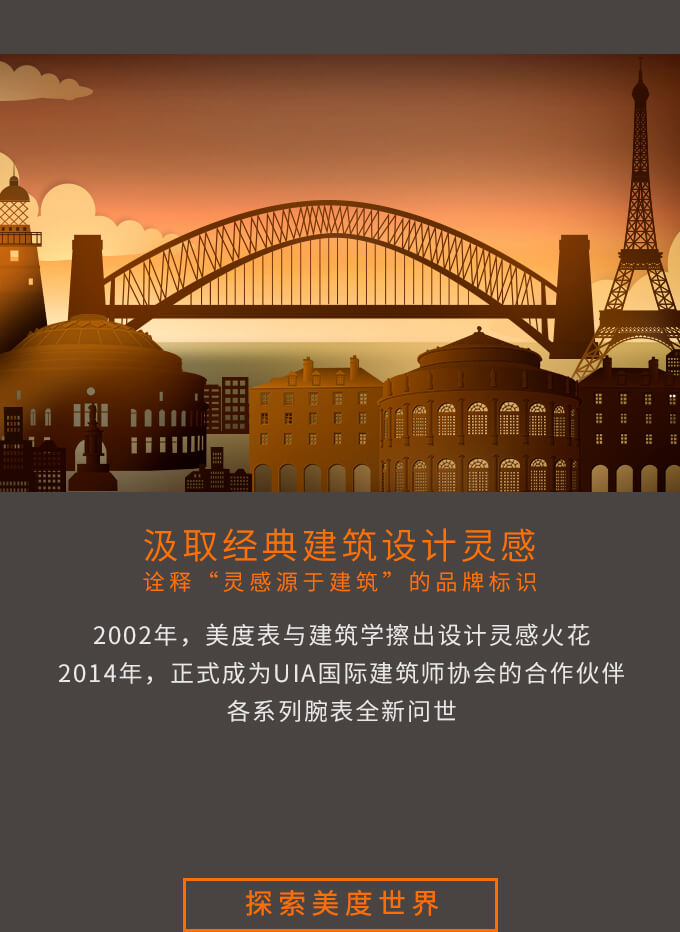 汲取经典建筑设计灵感
诠释“灵感源于建筑”的品牌标识
2002年，美度表与建筑学擦出设计灵感火花
2014年，正式成为UIA国际建筑师协会的合作伙伴
各系列腕表全新问世
探索美度世界